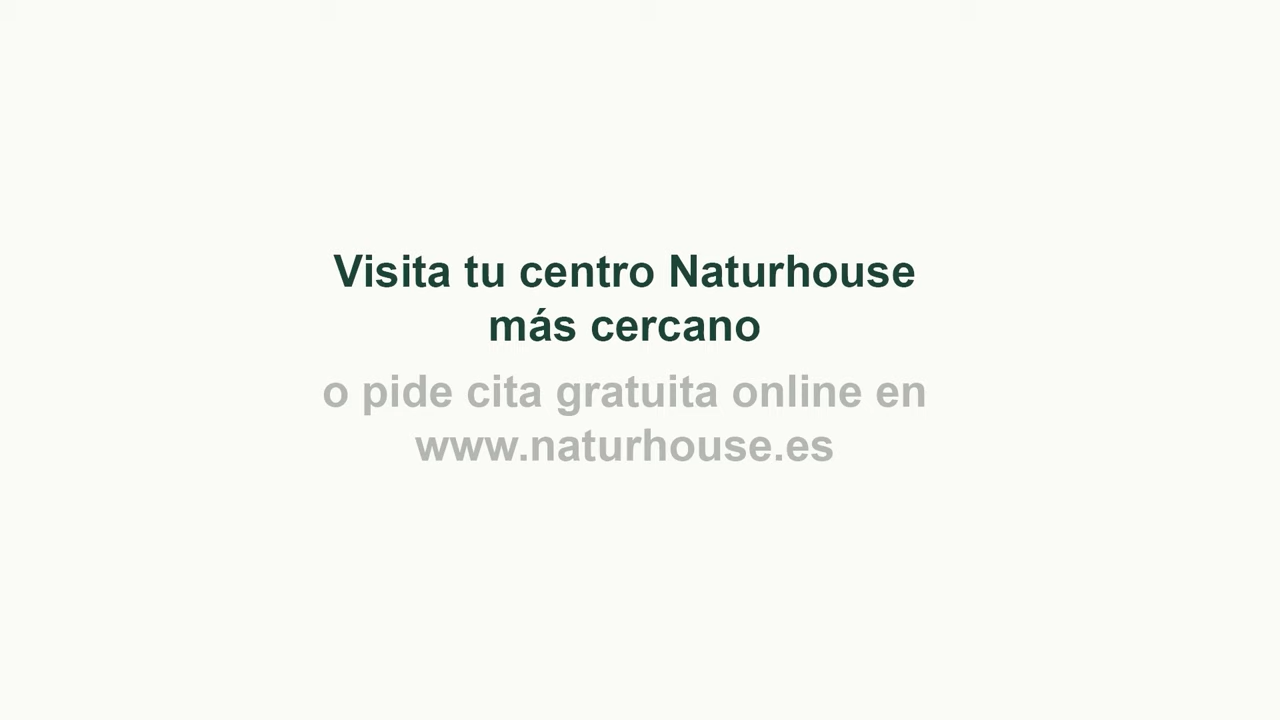 Visita tu centro Naturhouse
más cercano
o pide cita gratuita online en
www.naturhouse.es